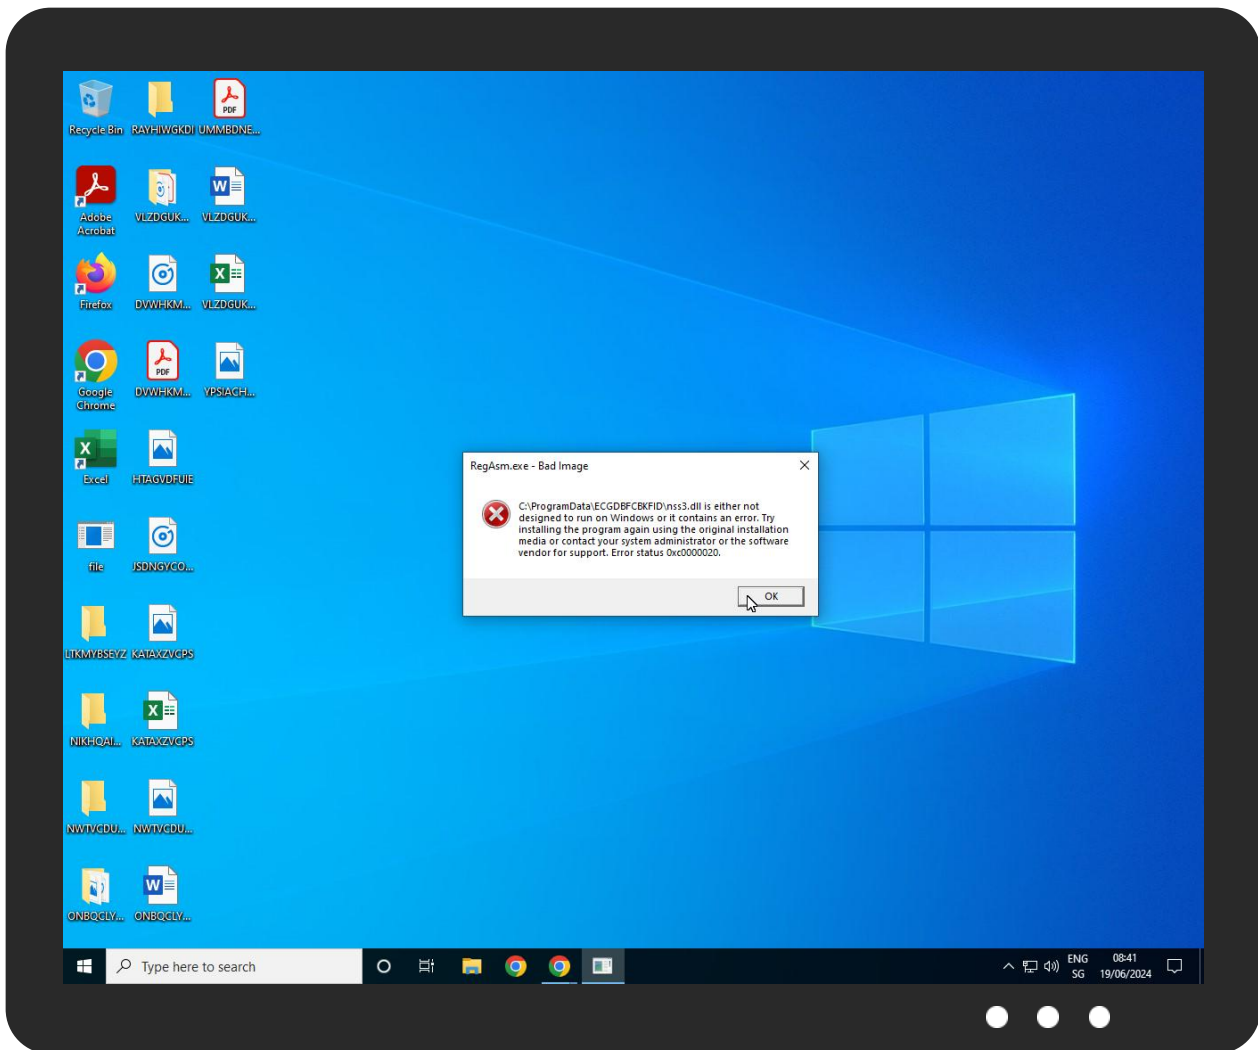 Recycle Bin
RAYHIWGKDI
UMMBDNE...
Adobe
Acrobat
VLZDGUK...
VLZDGUK...
Firefox
DVWHKM...
VLZDGUK...
Google
Chrome
DVWHKM...
YPSIACH...
Excel
HTAGVDFUIE
file
JSDNGYCO...
LTKMYBSEYZ
KATAXZVCPS
NIKHQAI...
KATAXZVCPS
NWTVCDU...
NWTVCDU...
ONBQCLY...
ONBQCLY...
PDF
PDF
W
X
X
X
W
RegAsm.exe - Bad Image
C:\ProgramData\ECGDBFCBKFID\nss3.dll is either not
designed to run on Windows or it contains an error. Try
installing the program again using the original installation
media or contact your system administrator or the software
vendor for support. Error status 0xc0000020.
OK
Type here to search
ENG
SG
08:41
19/06/2024